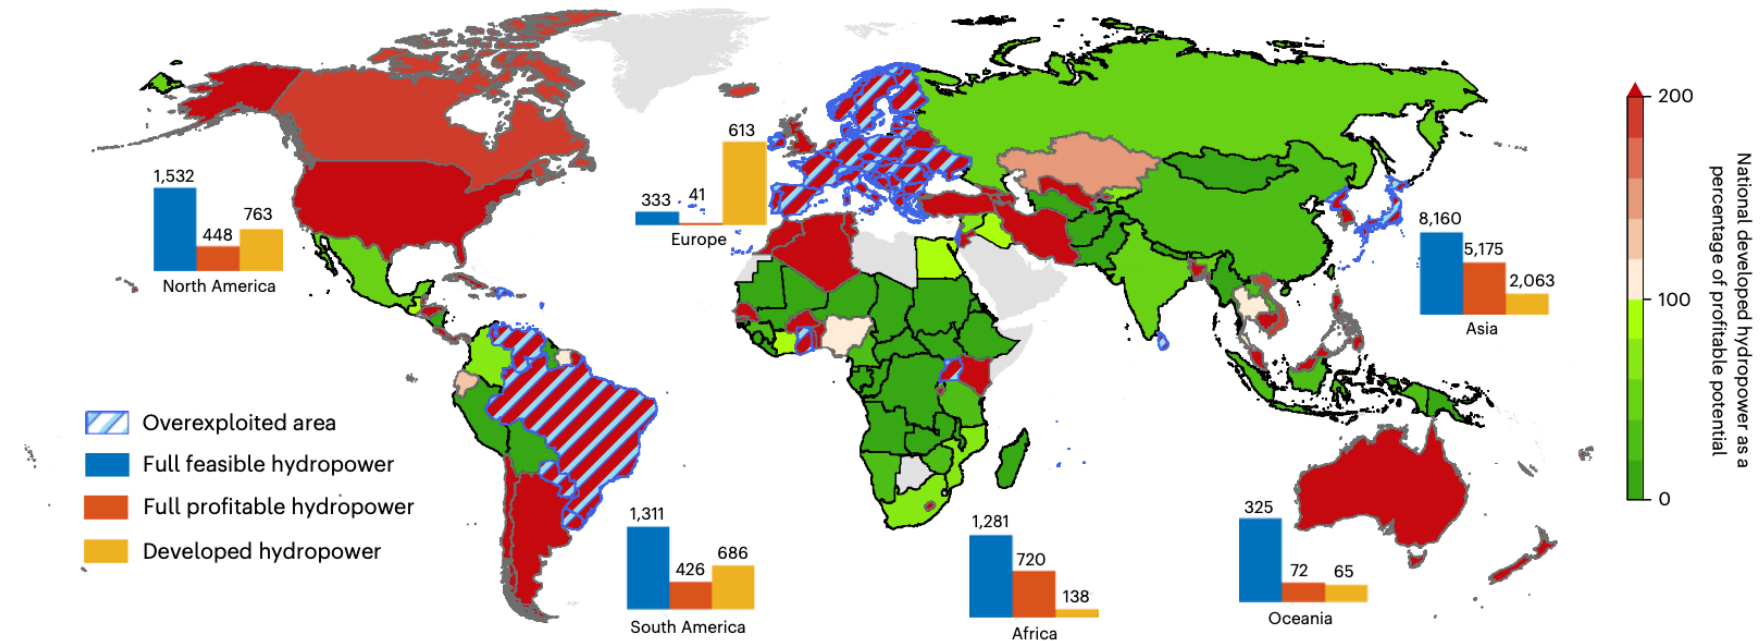 1,532
448
763
North America
333
41
613
Europe
8,160
5,175
2,063
Asia
Overexploited area
Full feasible hydropower
Full profitable hydropower
Developed hydropower
1,311
426
686
South America
1,281
720
138
Africa
325
72
65
Oceania
200
100
0
National developed hydropower as a
percentage of profitable potential